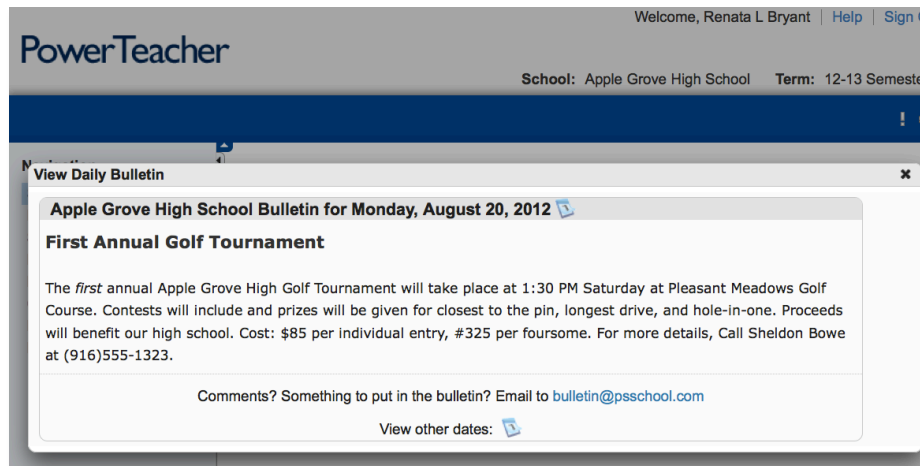 Welcome, Renata L Bryant | Help | Sign
PowerTeacher
School: Apple Grove High School Term: 12-13
!
View Daily Bulletin
Apple Grove High School Bulletin for Monday, August 20, 2012
First Annual Golf Tournament
The first annual Apple Grove High Golf Tournament will take place at 1:30 PM Saturday at Pleasant Meadows Golf
Course. Contests will include and prizes will be given for closest to the pin, longest drive, and hole-in-one. Proceeds
will benefit our high school. Cost: $85 per individual entry, #325 per foursome. For more details, Call Sheldon Bowe
at (916)555-1323.
Comments? Something to put in the bulletin? Email to bulletin@psschool.com
View other dates: